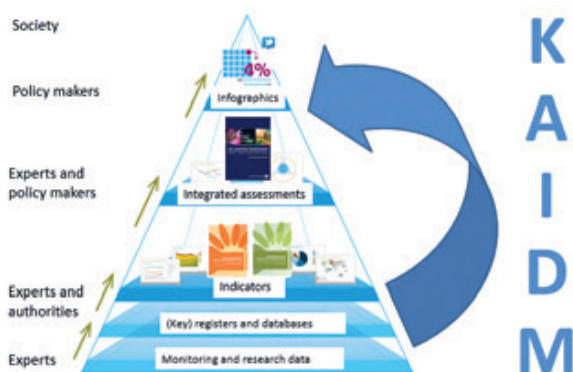 Society
4%
Infographics
Policy makers
Experts and
policy makers
Integrated assessments
Experts and
authorities
Indicators
(Key) registers and databases
Experts
Monitoring and research data
K
A
I
D
M